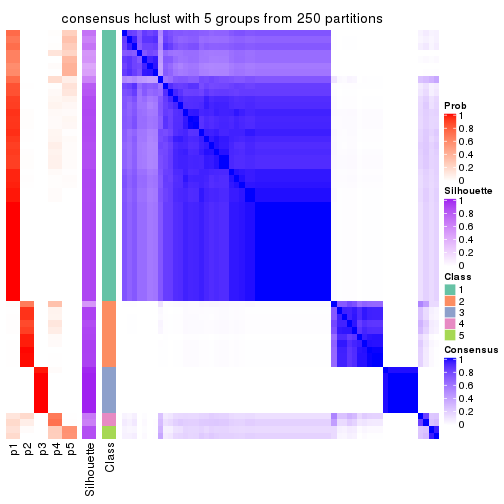 consensus hclust with 5 groups from 250 partitions
Prob
1
0.8
0.6
0.4
0.2
0
Silhouette
1
0.8
0.6
0.4
0.2
0
Class
1
2
3
4
5
Consensus
1
0.8
0.6
0.4
0.2
0
p1
p2
p3
p4
p5
Silhouette
Class